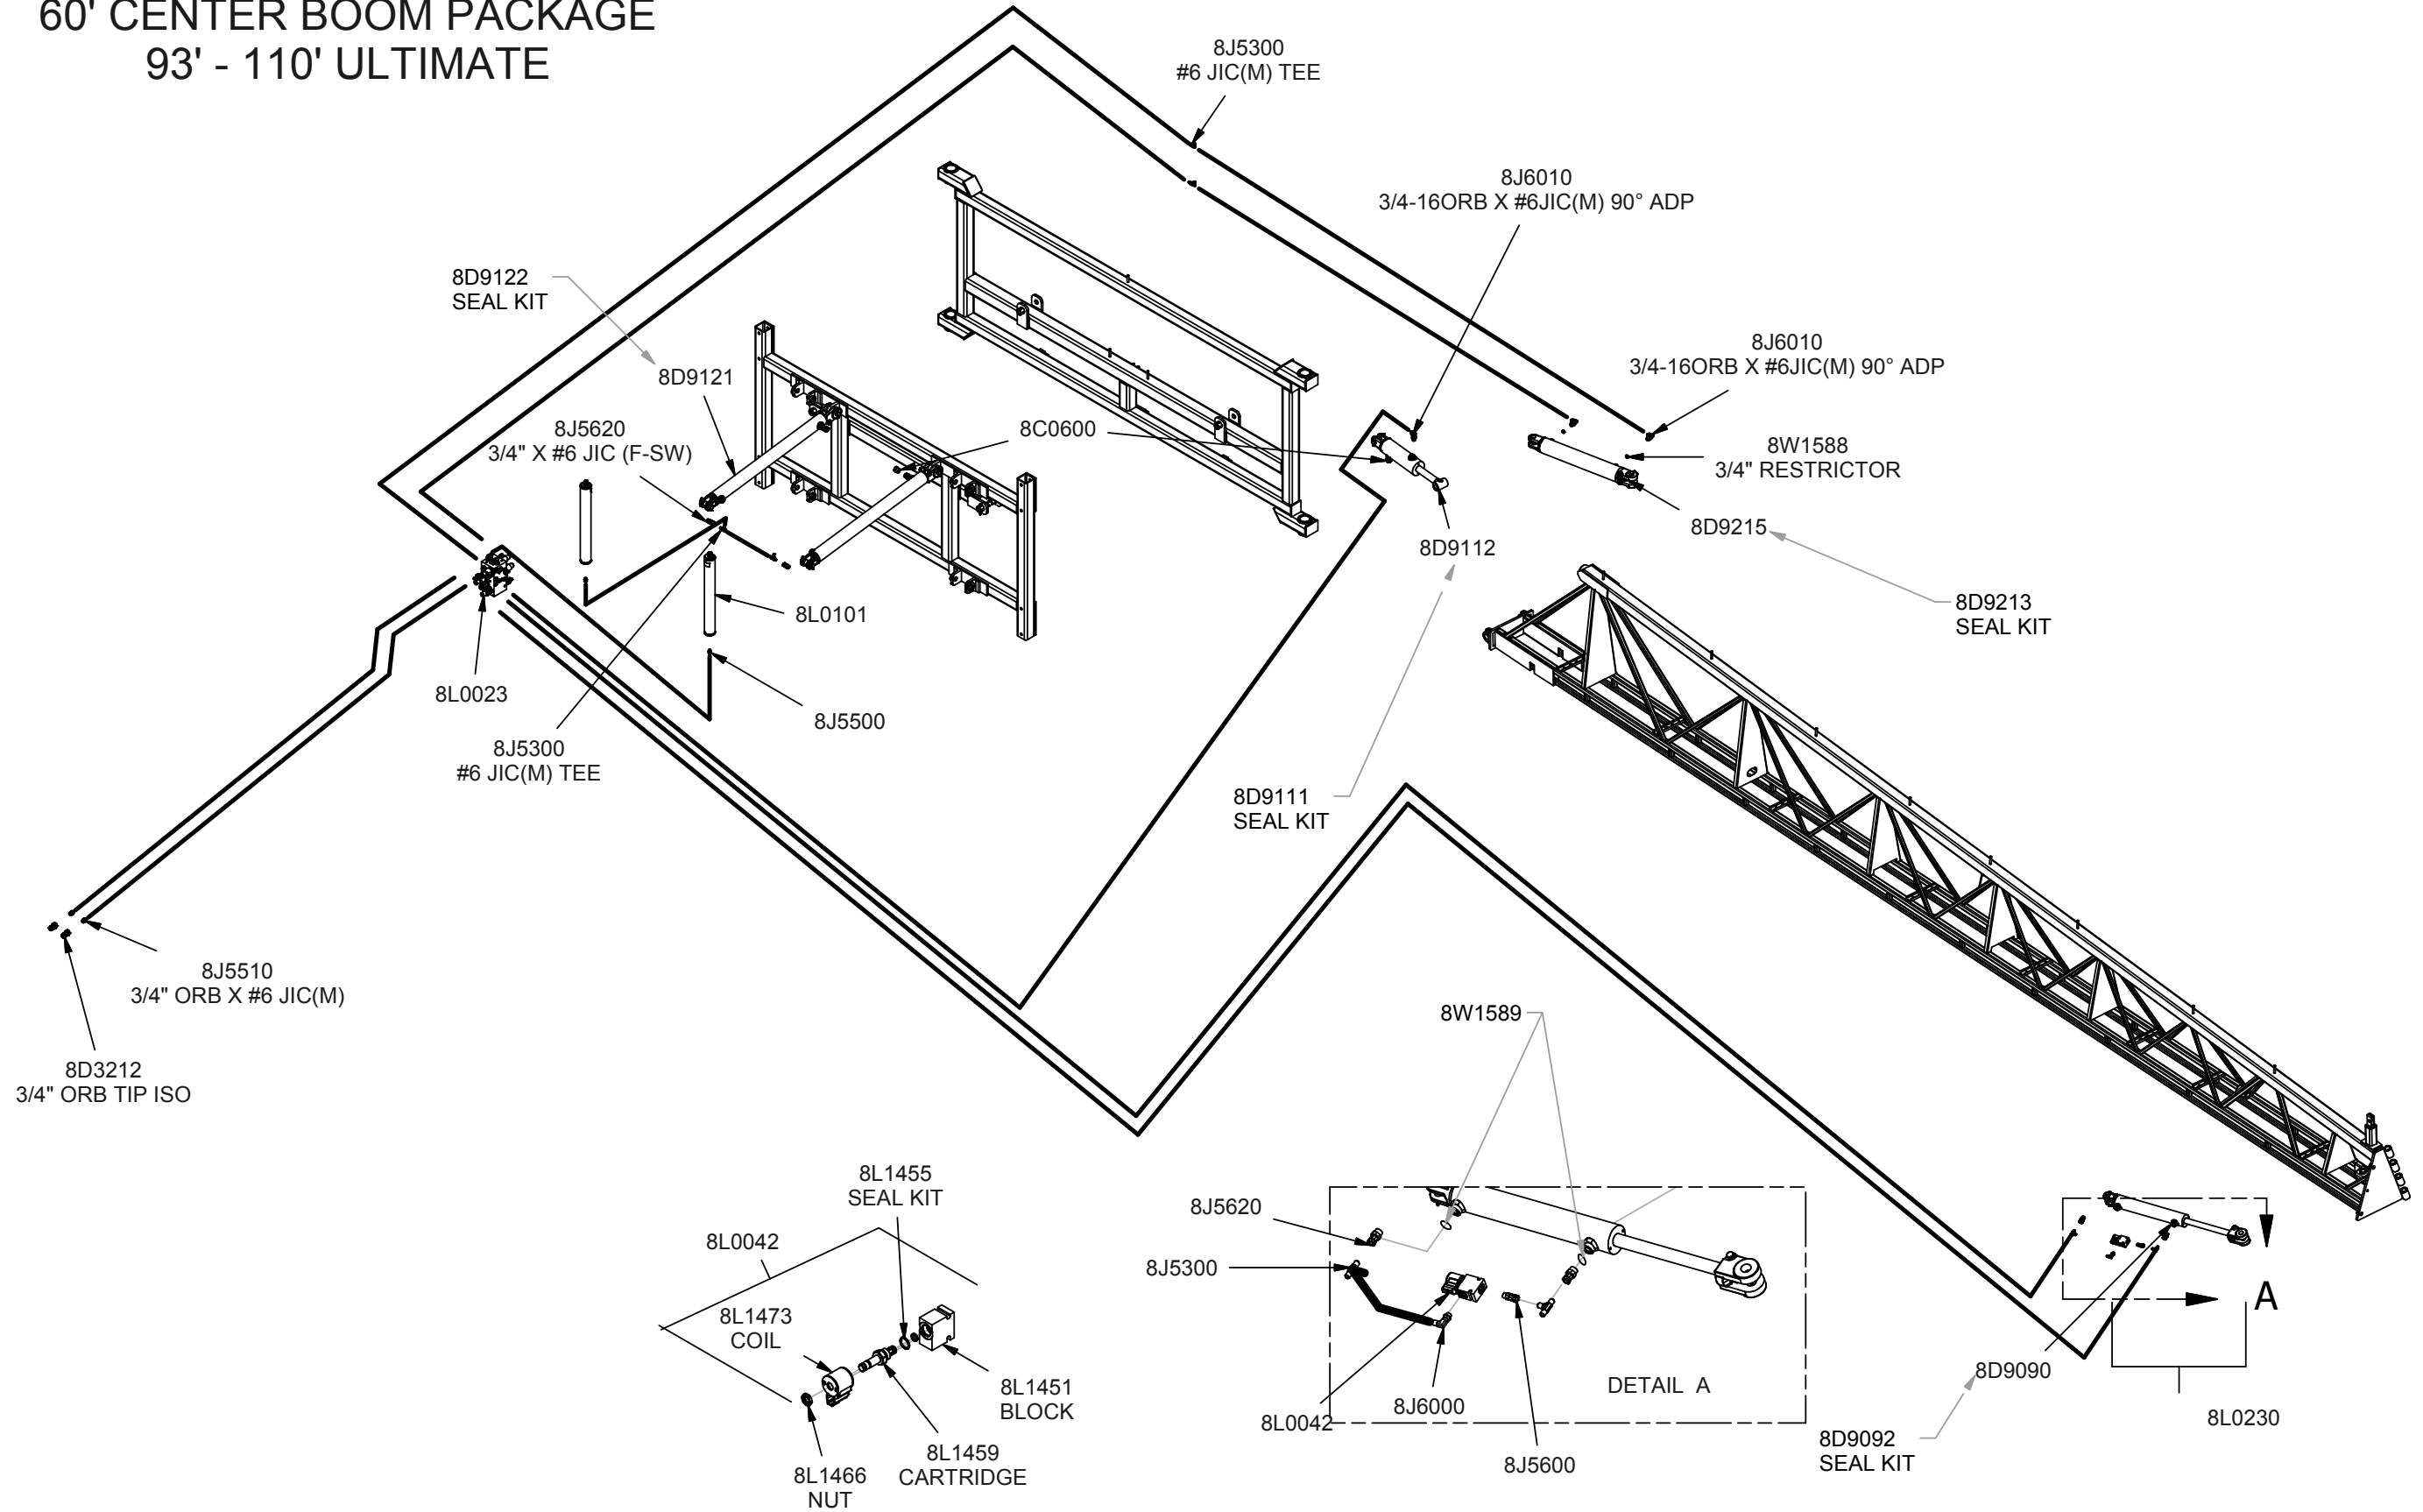 60' CENTER BOOM PACKAGE
93' - 110' ULTIMATE
8J5300
#6 JIC(M) TEE
8J6010
3/4-16ORB X #6JIC(M) 90° ADP
8D9122
SEAL KIT
8D9121
8J5620
3/4" X #6 JIC (F-SW)
8C0600
8J6010
3/4-16ORB X #6JIC(M) 90° ADP
8W1588
3/4" RESTRICTOR
8D9215
8D9112
8D9213
SEAL KIT
8L0101
8L0023
8J5500
8J5300
#6 JIC(M) TEE
8D9111
SEAL KIT
8J5510
3/4" ORB X #6 JIC(M)
8D3212
3/4" ORB TIP ISO
8W1589
8L1455
SEAL KIT
8L0042
8L1473
COIL
8L1451
BLOCK
8L1459
CARTRIDGE
8L1466
NUT
8J5620
8J5300
8L0042
8J6000
8J5600
DETAIL A
A
8D9090
8D9092
SEAL KIT
8L0230